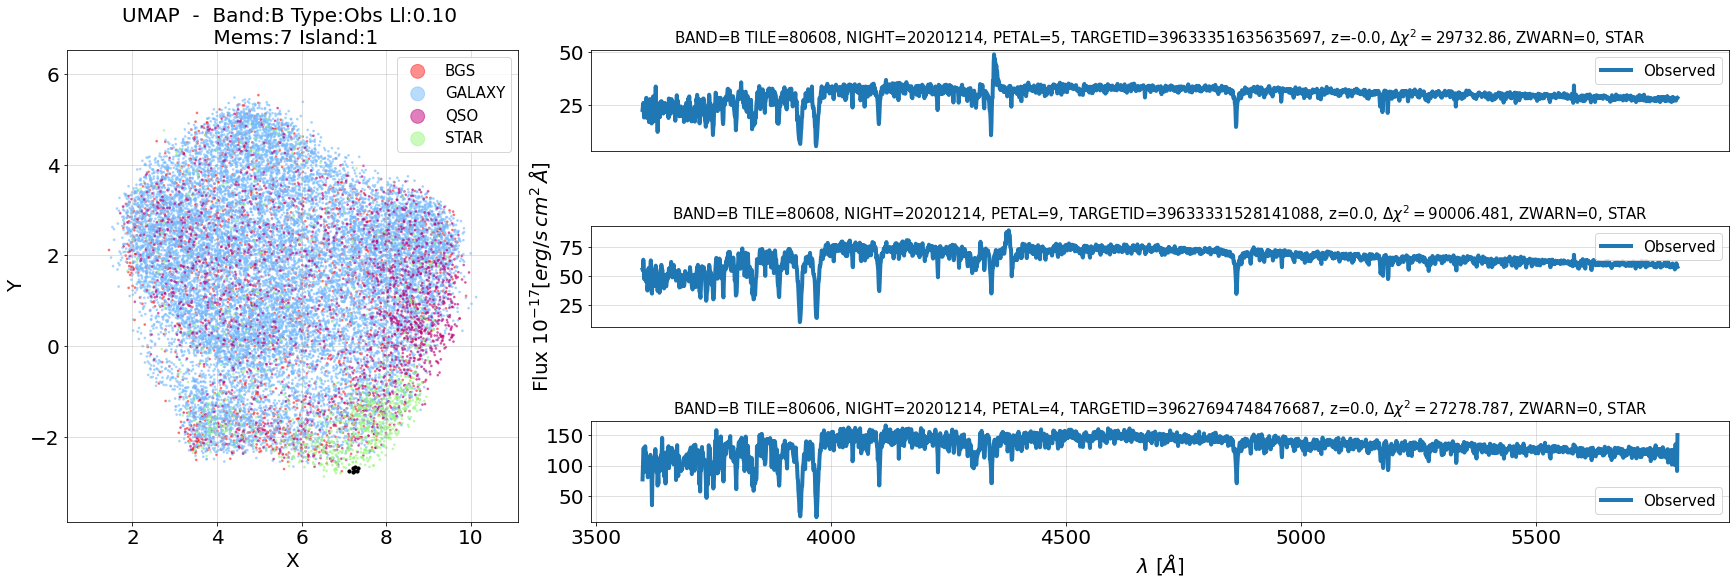 UMAP - Band:B Type:Obs Ll:0.10
Mems:7 Island:1
BGS
GALAXY
QSO
STAR
6
4
2
0
−2
Y
2 4 6 8 10
X
BAND=B TILE=80608, NIGHT=20201214, PETAL=5, TARGETID=39633351635635697, z=-0.0, Δχ²=29732.86, ZWARN=0, STAR
50
25
Observed
BAND=B TILE=80608, NIGHT=20201214, PETAL=9, TARGETID=39633331528141088, z=0.0, Δχ²=90006.481, ZWARN=0, STAR
75
50
25
Observed
Flux 10⁻¹⁷[erg/s cm² Å]
BAND=B TILE=80606, NIGHT=20201214, PETAL=4, TARGETID=39627694748476687, z=0.0, Δχ²=27278.787, ZWARN=0, STAR
150
100
50
Observed
3500 4000 4500 5000 5500
λ [Å]